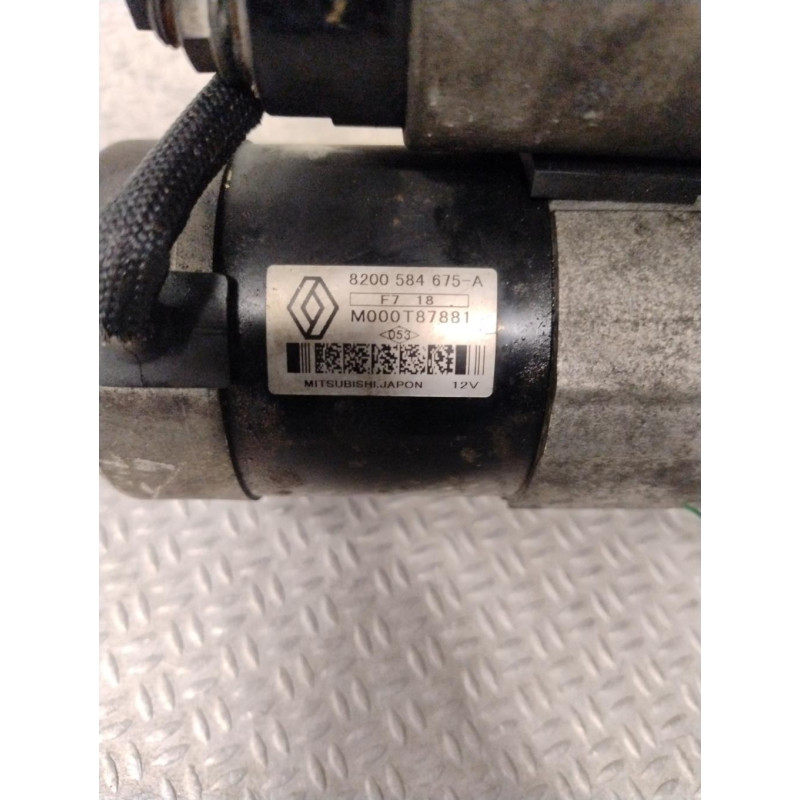 8200 584 675-A
F7 18
M000T87881
<053>
MITSUBISHI.JAPON 12V